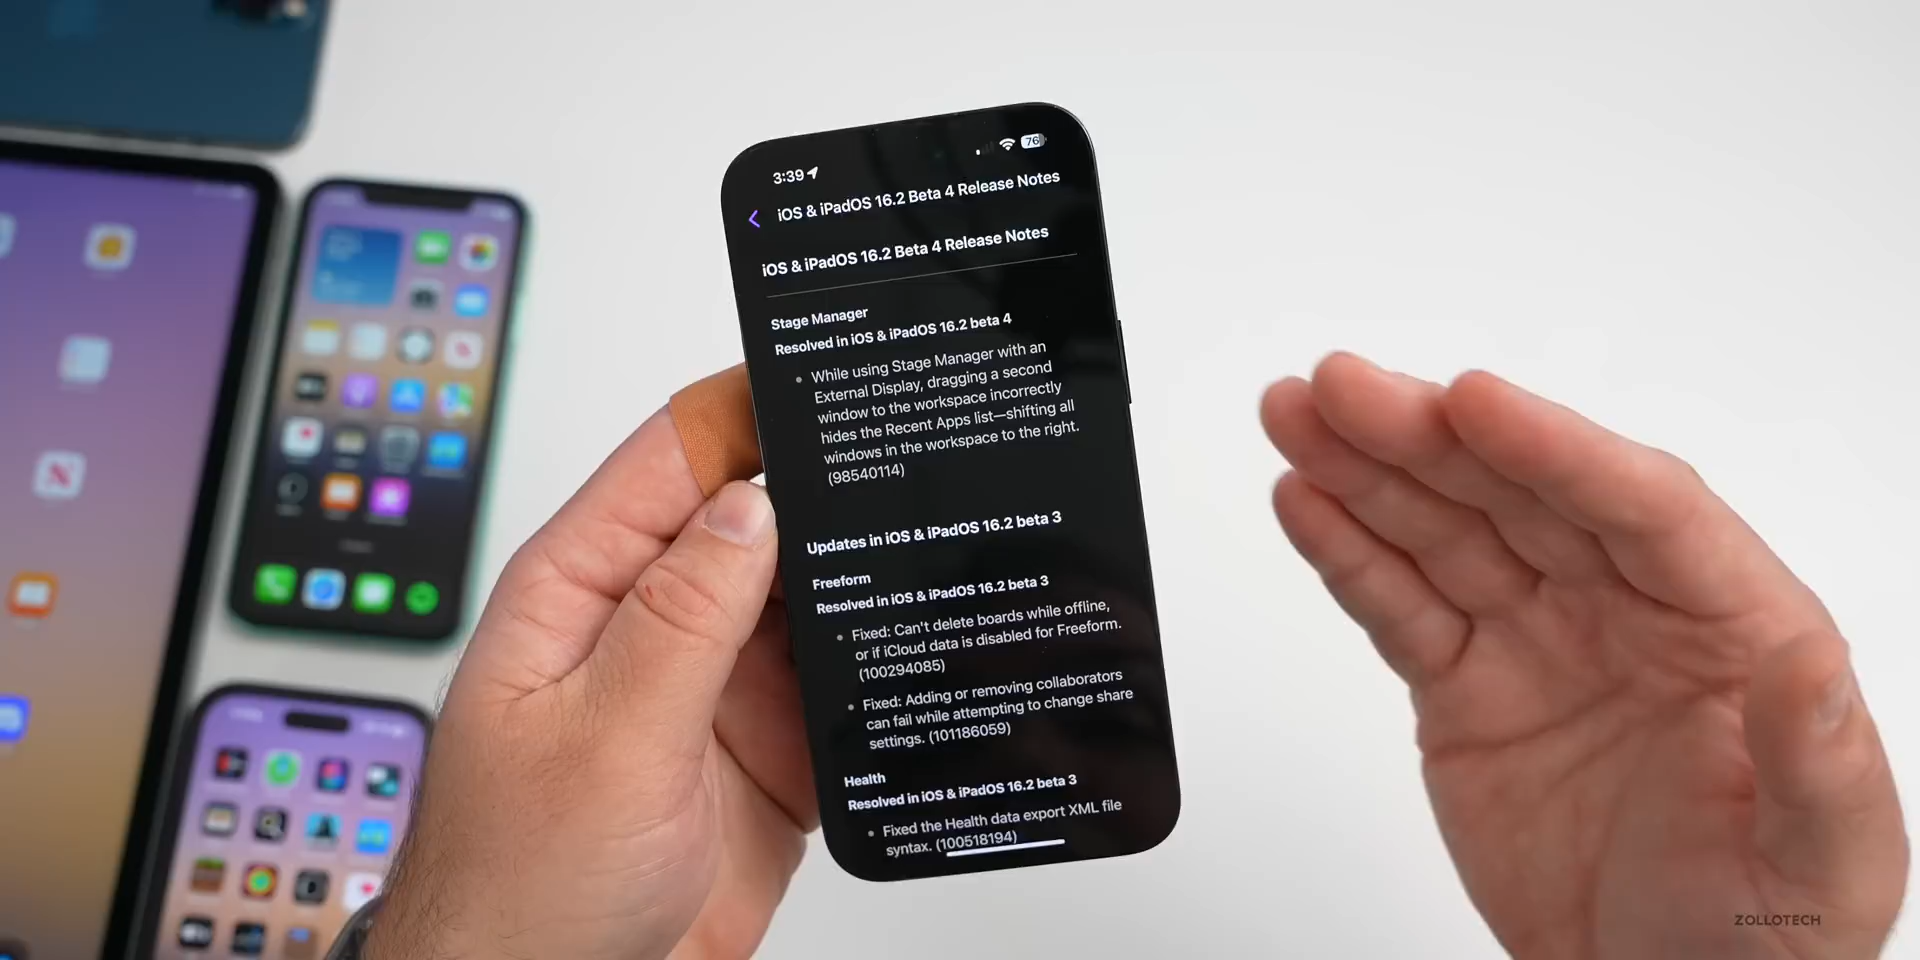 3:39
76
iOS & iPadOS 16.2 Beta 4 Release Notes
iOS & iPadOS 16.2 Beta 4 Release Notes
Stage Manager
Resolved in iOS & iPadOS 16.2 beta 4
• While using Stage Manager with an
External Display, dragging a second
window to the workspace incorrectly
hides the Recent Apps list—shifting all
windows in the workspace to the right.
(98540114)
Updates in iOS & iPadOS 16.2 beta 3
Freeform
Resolved in iOS & iPadOS 16.2 beta 3
• Fixed: Can't delete boards while offline,
or if iCloud data is disabled for Freeform.
(100294085)
• Fixed: Adding or removing collaborators
can fail while attempting to change share
settings. (101186059)
Health
Resolved in iOS & iPadOS 16.2 beta 3
• Fixed the Health data export XML file
syntax. (100518194)
ZOLLOTECH